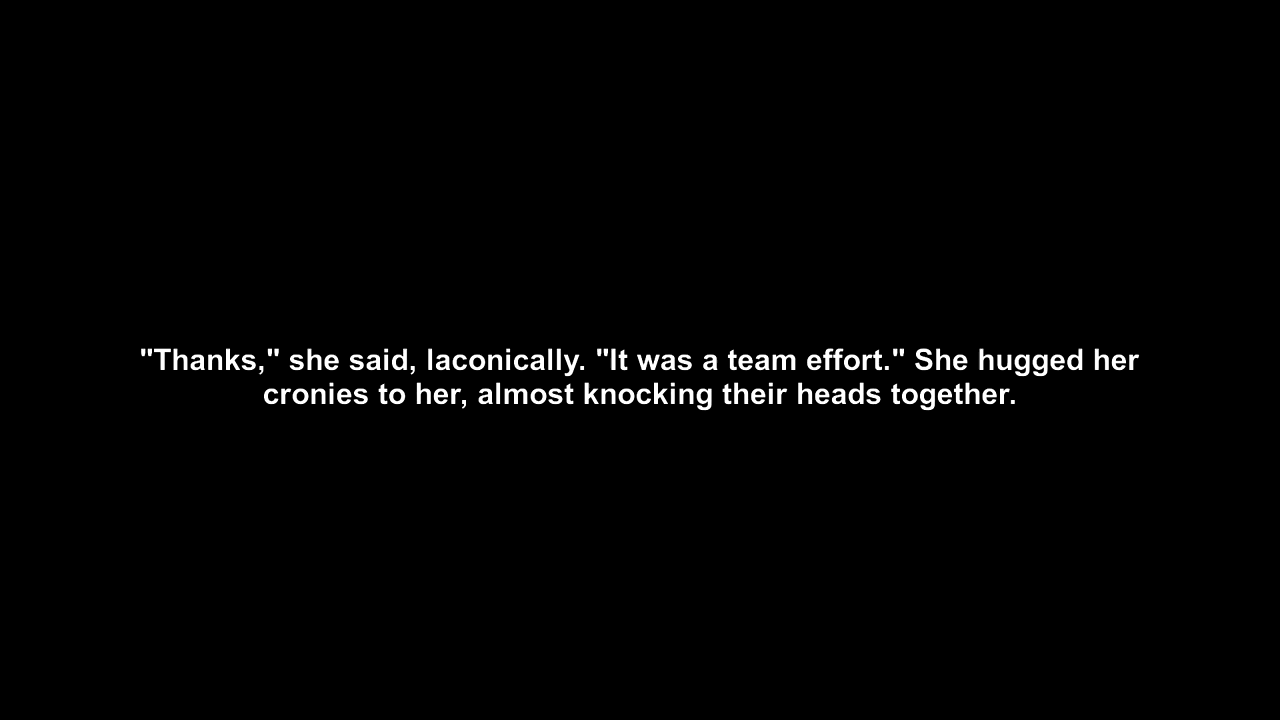 "Thanks," she said, laconically. "It was a team effort." She hugged her
cronies to her, almost knocking their heads together.